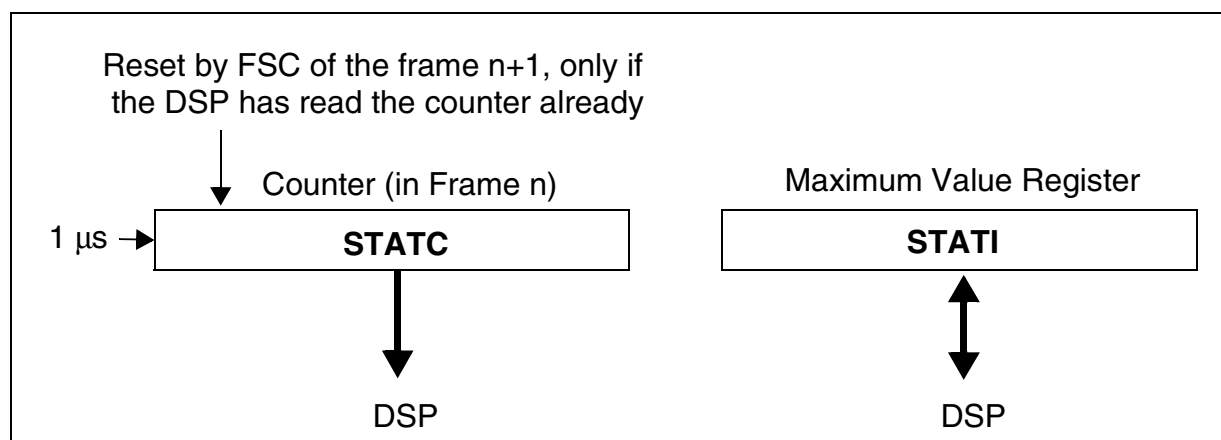 Reset by FSC of the frame n+1, only if
the DSP has read the counter already
Counter (in Frame n)
Maximum Value Register
1 µs
STATC
STATI
DSP
DSP